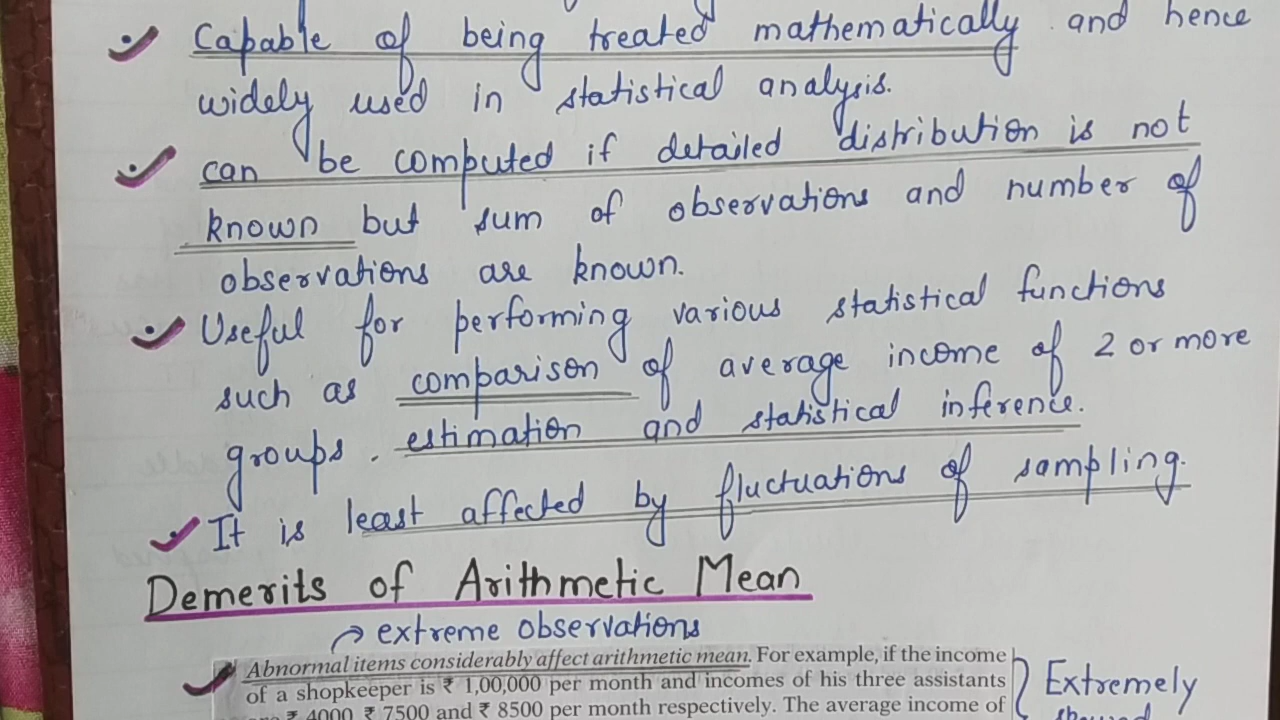 Capable of being treated mathematically and hence
widely used in statistical analysis.
can be computed if detailed distribution is not
known but sum of observations and number of
observations are known.
Useful for performing various statistical functions
such as comparison of average income of 2 or more
groups. estimation and statistical inference.
It is least affected by fluctuations of sampling.
Demerits of Arithmetic Mean
→ extreme observations
Abnormal items considerably affect arithmetic mean. For example, if the income
of a shopkeeper is ₹ 1,00,000 per month and incomes of his three assistants
₹ 4000, ₹ 7500 and ₹ 8500 per month respectively. The average income of
Extremely